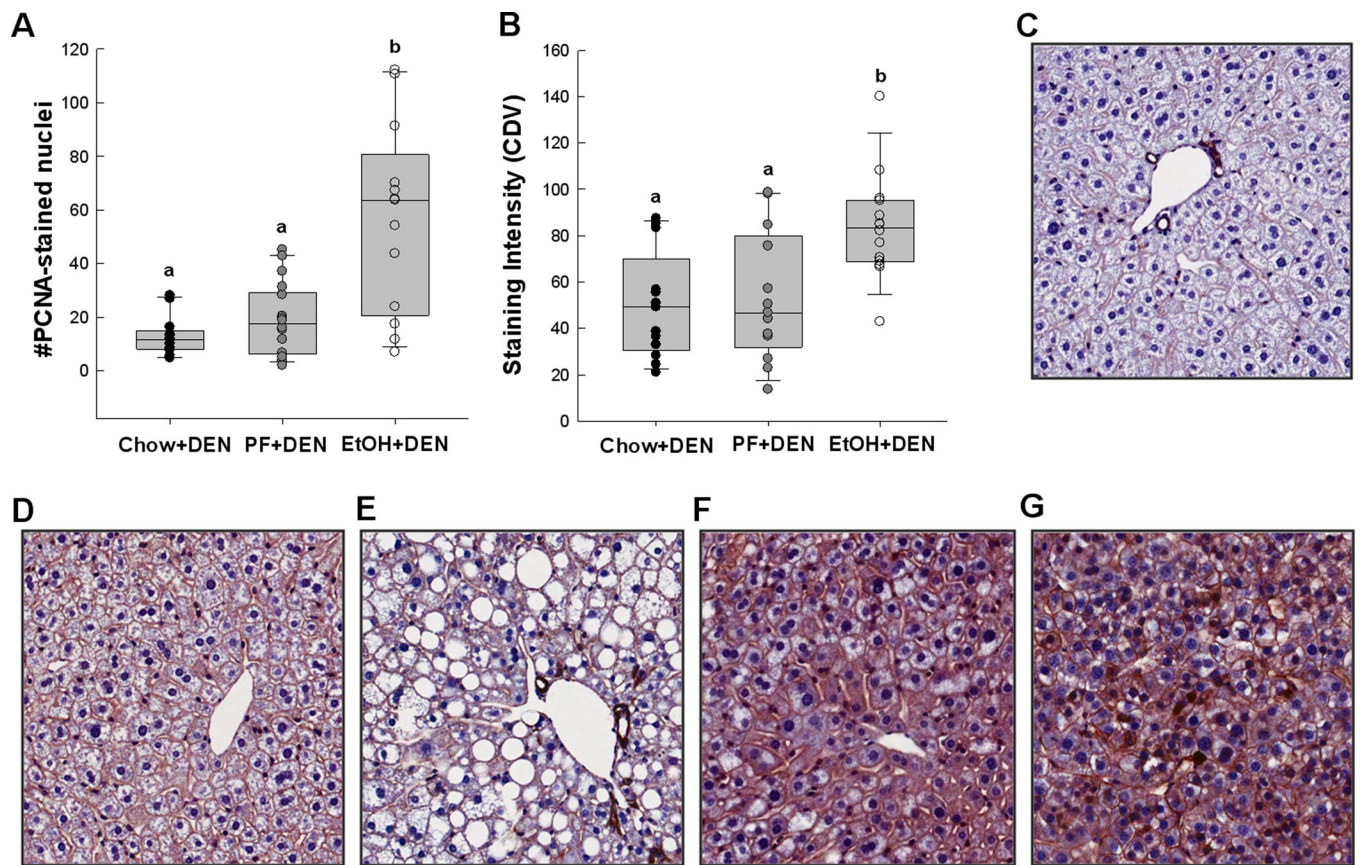 A
#PCNA-stained nuclei
120
100
80
60
40
20
0
a
a
b
Chow+DEN PF+DEN EtOH+DEN
B
Staining Intensity (CDV)
160
140
120
100
80
60
40
20
0
a
a
b
Chow+DEN PF+DEN EtOH+DEN
C
D
E
F
G